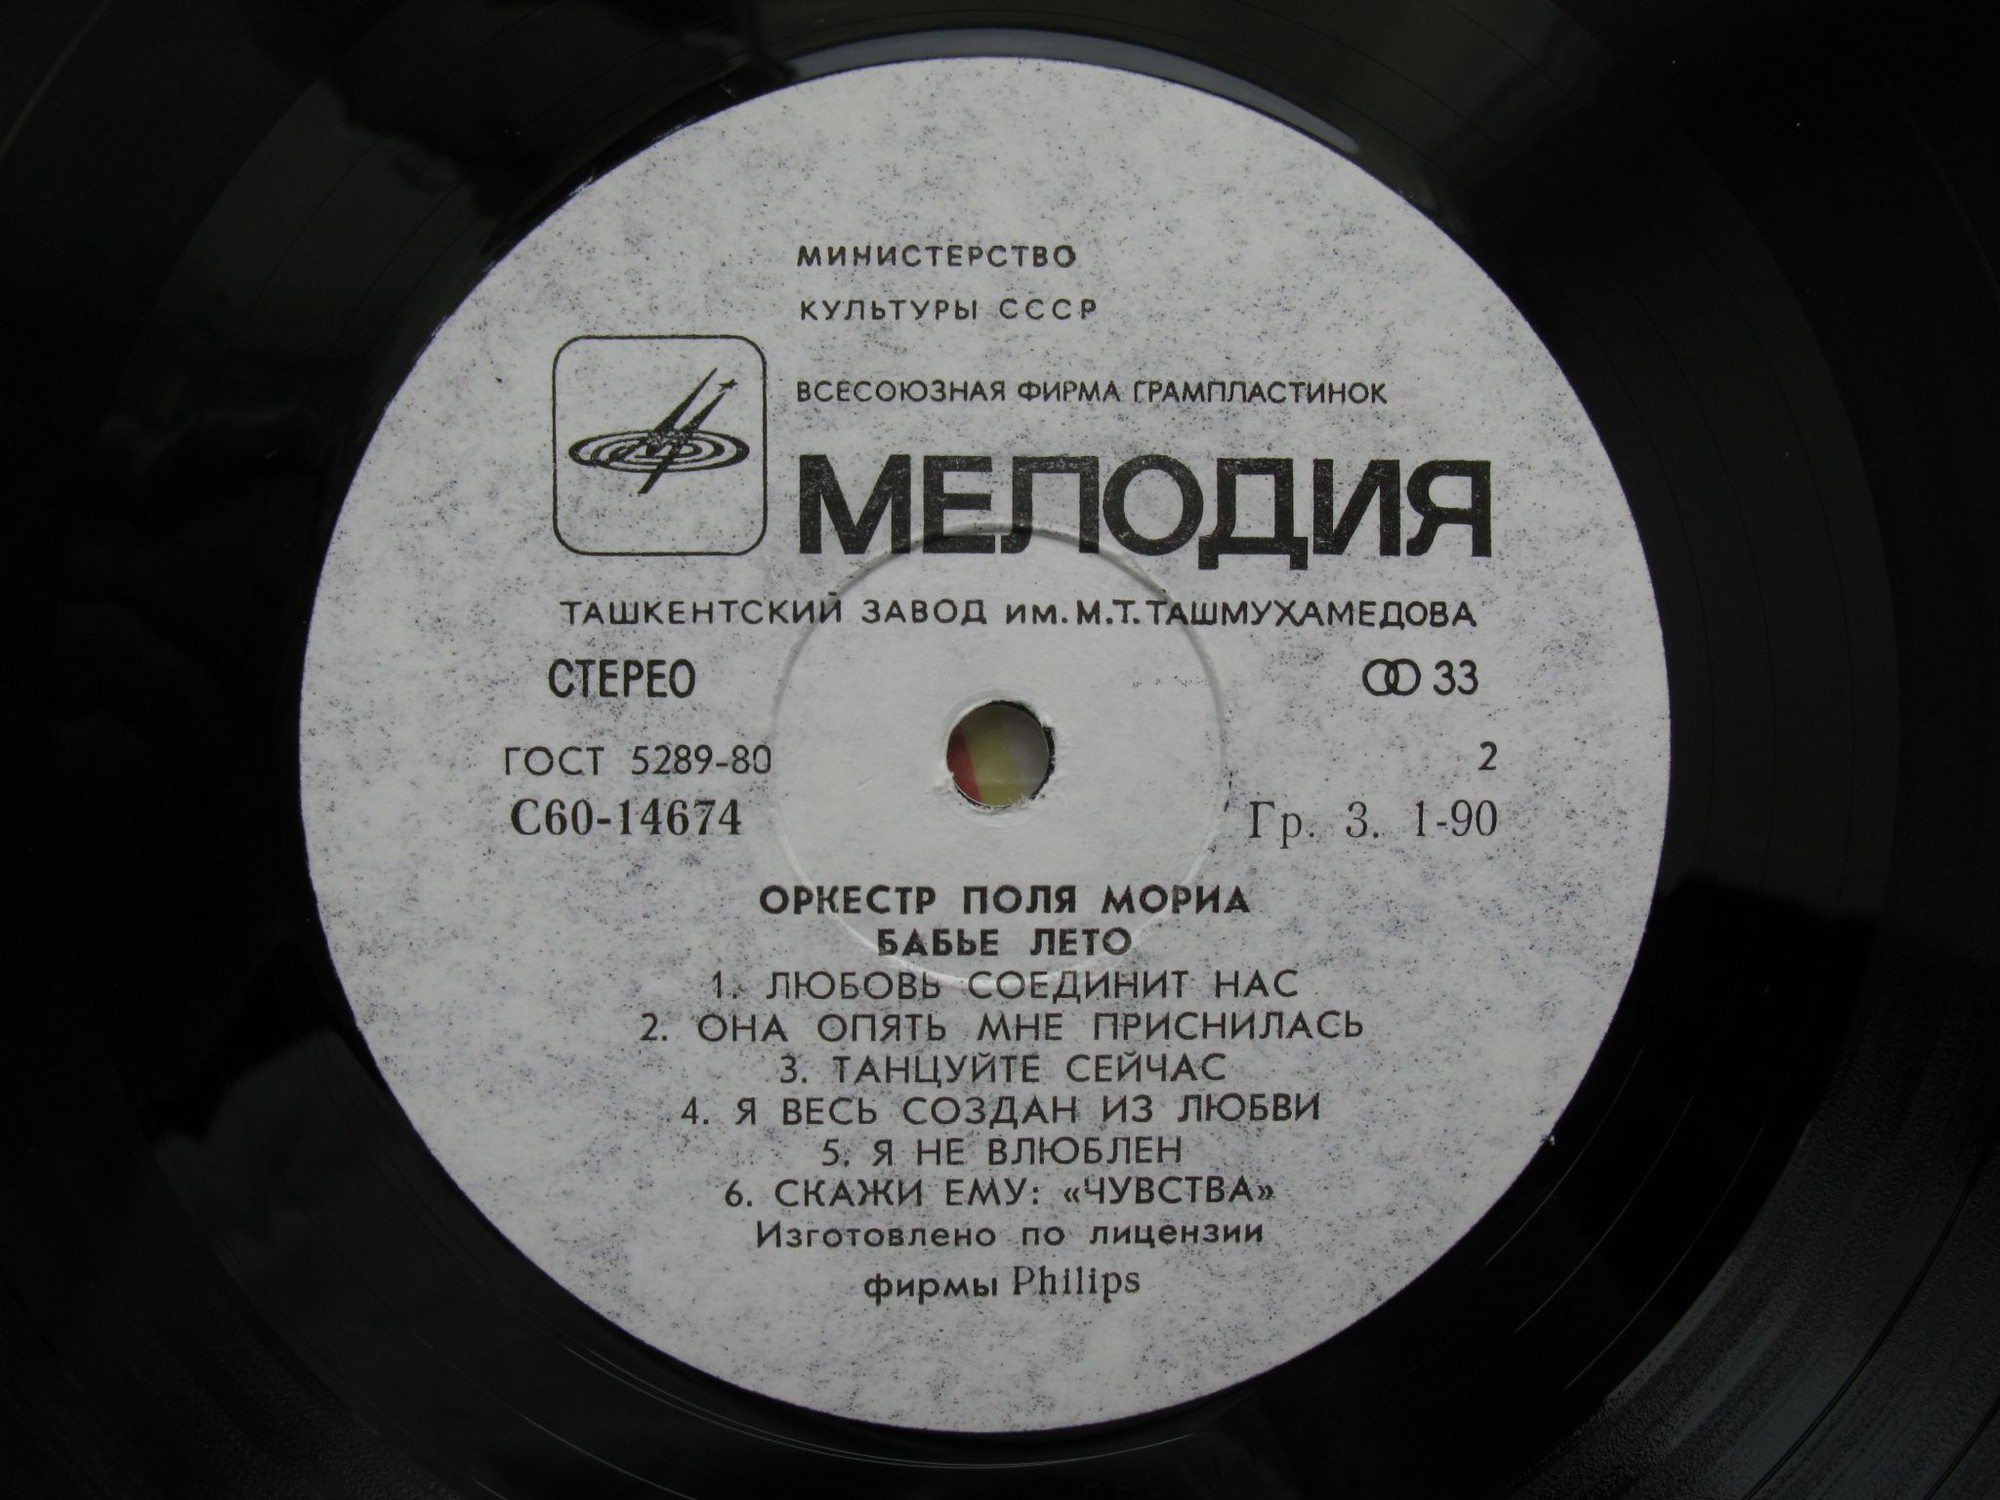 МИНИСТЕРСТВО
КУЛЬТУРЫ СССР
ВСЕСОЮЗНАЯ ФИРМА ГРАМПЛАСТИНОК
МЕЛОДИЯ
ТАШКЕНТСКИЙ ЗАВОД им. М.Т. ТАШМУХАМЕДОВА
СТЕРЕО 33
ГОСТ 5289-80 2
С60-14674 Гр. 3. 1-90
ОРКЕСТР ПОЛЯ МОРИА
БАБЬЕ ЛЕТО
1. ЛЮБОВЬ СОЕДИНИТ НАС
2. ОНА ОПЯТЬ МНЕ ПРИСНИЛАСЬ
3. ТАНЦУЙТЕ СЕЙЧАС
4. Я ВЕСЬ СОЗДАН ИЗ ЛЮБВИ
5. Я НЕ ВЛЮБЛЕН
6. СКАЖИ ЕМУ: «ЧУВСТВА»
Изготовлено по лицензии
фирмы Philips